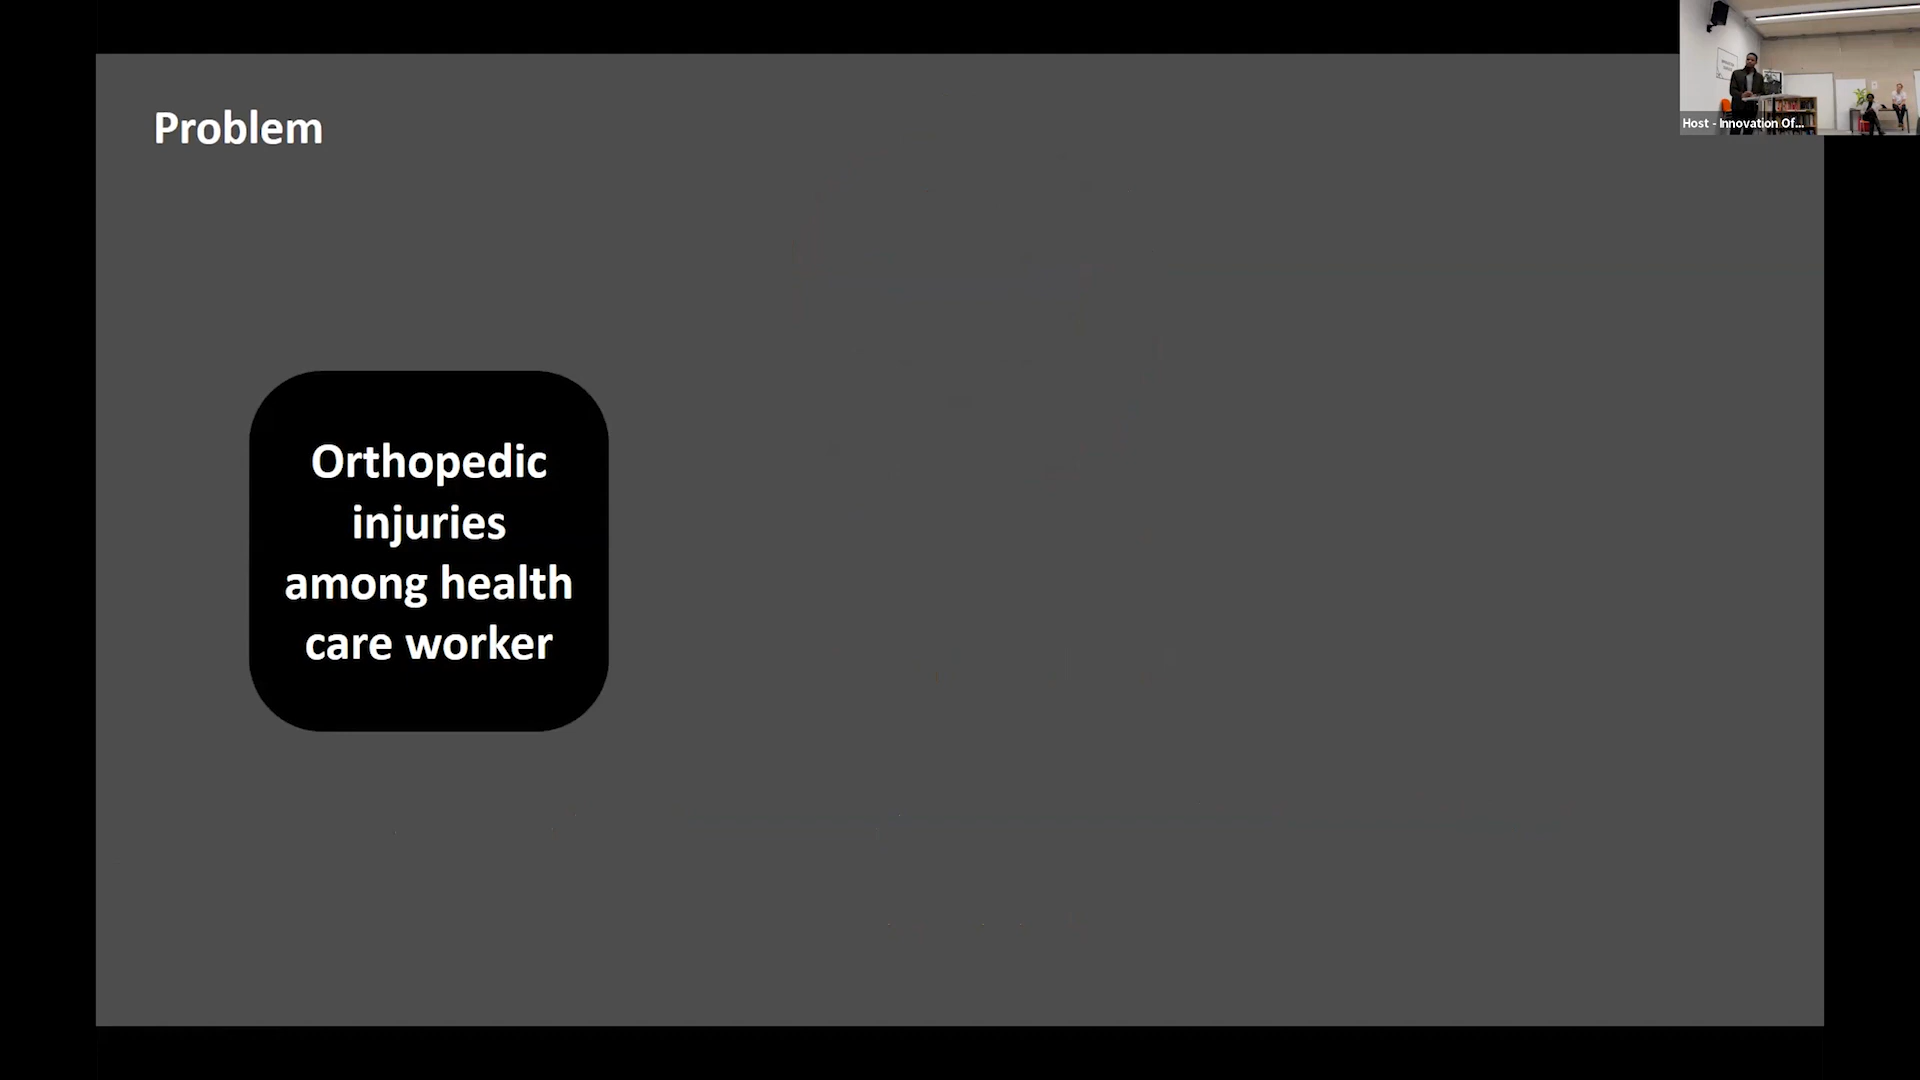 Problem
Host - Innovation Of...
Orthopedic
injuries
among health
care worker